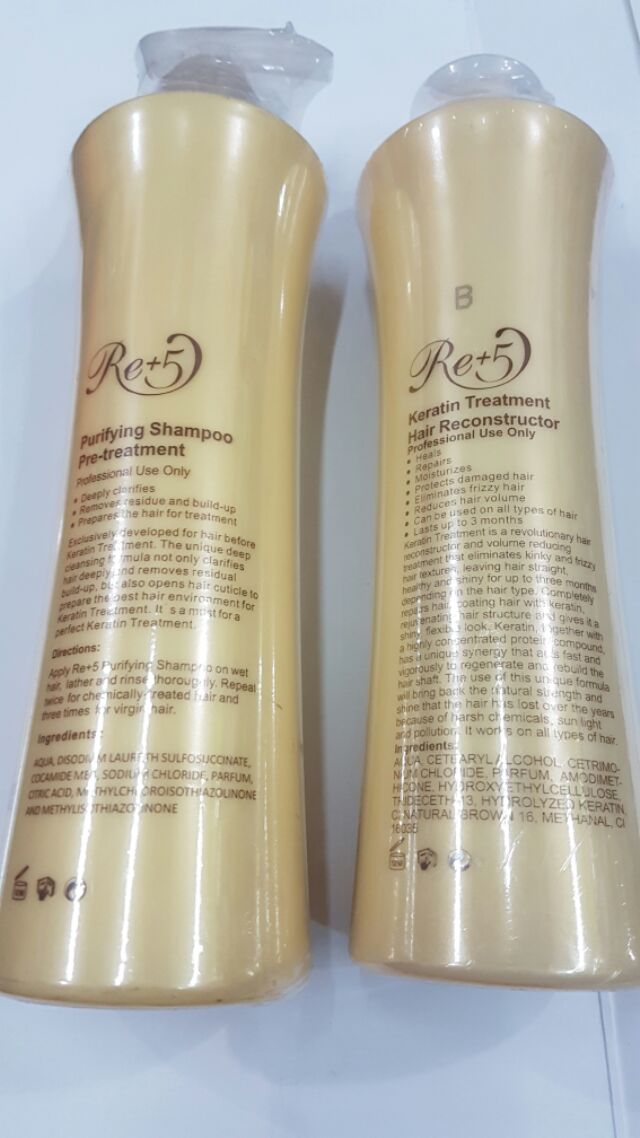 Re+5
Purifying Shampoo
Pre-treatment
Professional Use Only
• Deeply clarifies
• Removes residue and build-up
• Prepares the hair for treatment
Exclusively developed for hair before
Keratin Treatment. The unique deep
cleansing formula not only clarifies
hair deeply and removes residual
build-up, but also opens hair cuticle to
prepare the best hair environment for
Keratin Treatment. It s a must for a
perfect Keratin Treatment.
Directions:
Apply Re+5 Purifying Shampoo on wet
hair, lather and rinse thoroughly. Repeat
twice for chemically-treated hair and
three times for virgin hair.
Ingredients:
AQUA, DISODIUM LAURETH SULFOSUCCINATE,
COCAMIDE MEA, SODIUM CHLORIDE, PARFUM,
CITRIC ACID, METHYLCHLOROISOTHIAZOLINONE
AND METHYLISOTHIAZOLINONE
B
Re+5
Keratin Treatment
Hair Reconstructor
Professional Use Only
• Heals
• Repairs
• Moisturizes
• Protects damaged hair
• Eliminates frizzy hair
• Reduces hair volume
• Can be used on all types of hair
• Lasts up to 3 months
Keratin Treatment is a revolutionary hair
reconstructor and volume reducing
treatment that eliminates kinky and frizzy
hair textures, leaving hair straight,
healthy and shiny for up to three months
depending on the hair type. Completely
repairs hair, coating hair with keratin,
rejuvenating hair structure and gives it a
shiny, flexible look. Keratin, together with
a highly concentrated protein compound,
has a unique synergy that acts fast and
vigorously to regenerate and rebuild the
hair shaft. The use of this unique formula
will bring back the natural strength and
shine that the hair has lost over the years
because of harsh chemicals, sun light
and pollution. It works on all types of hair.
Ingredients:
AQUA, CETEARYL ALCOHOL, CETRIMO-
NIUM CHLORIDE, PARFUM, AMODIMET-
HICONE, HYDROXYETHYLCELLULOSE,
TRIDECETH-13, HYDROLYZED KERATIN,
CI NATURAL BROWN 16, METHANAL, CI
16035